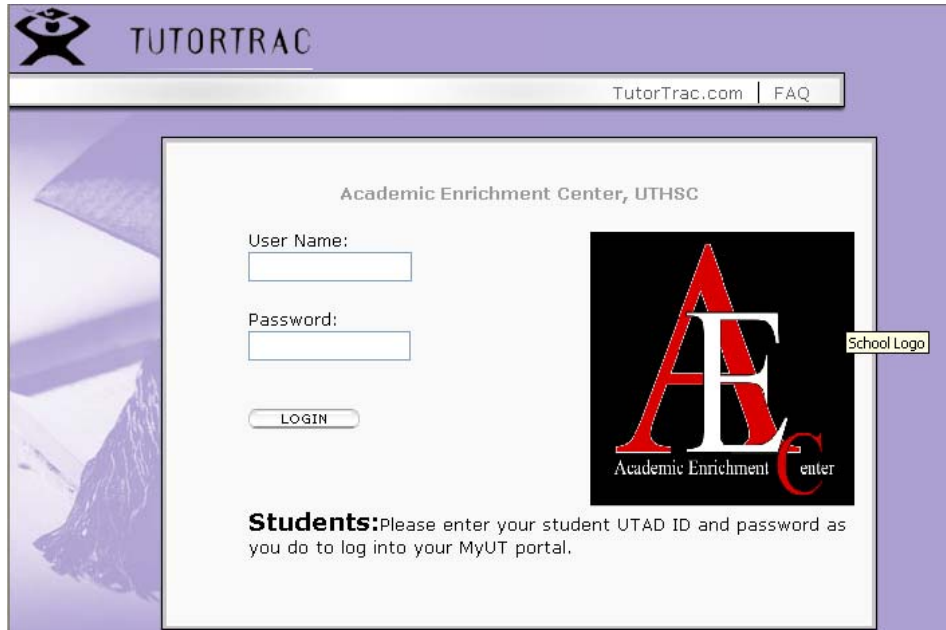 TUTORTRAC
TutorTrac.com | FAQ
Academic Enrichment Center, UTHSC
User Name:
Password:
LOGIN
AEC
Academic Enrichment Center
School Logo
Students:Please enter your student UTAD ID and password as
you do to log into your MyUT portal.